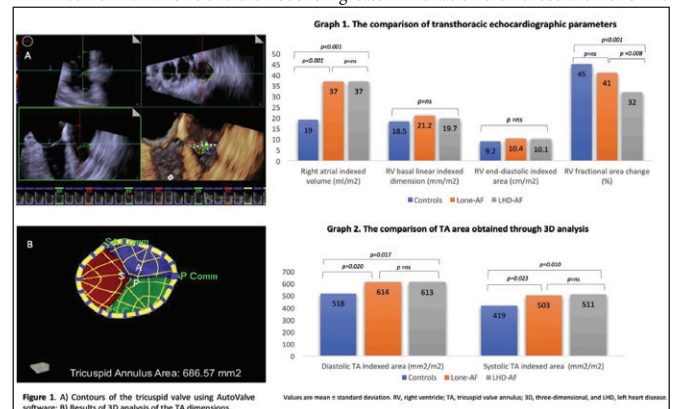 Graph 1. The comparison of transthoracic echocardiographic parameters
A
p<0.001
p<0.001
p=ns
p=ns
p=ns
p<0.001
p=ns
p=0.008
50
45
40
35
30
25
20
15
10
5
0
19
37
37
18.5
21.2
19.7
9.2
10.4
10.1
45
41
32
Right atrial indexed volume (ml/m2)
RV basal linear indexed dimension (mm/m2)
RV end-diastolic indexed area (cm/m2)
RV fractional area change (%)
Controls Lone-AF LHD-AF
B
A
S
P
P Comm
Tricuspid Annulus Area: 686.57 mm2
Graph 2. The comparison of TA area obtained through 3D analysis
p=0.017
p=0.020
p=ns
p=0.010
p=0.023
p=ns
700
600
500
400
300
200
100
0
518
614
613
419
503
511
Diastolic TA indexed area (mm2/m2)
Systolic TA indexed area (mm2/m2)
Controls Lone-AF LHD-AF
Figure 1. A) Contours of the tricuspid valve using AutoValve
software; B) Results of 3D analysis of the TA dimensions
Values are mean ± standard deviation. RV, right ventricle; TA, tricuspid valve annulus; 3D, three-dimensional, and LHD, left heart disease.